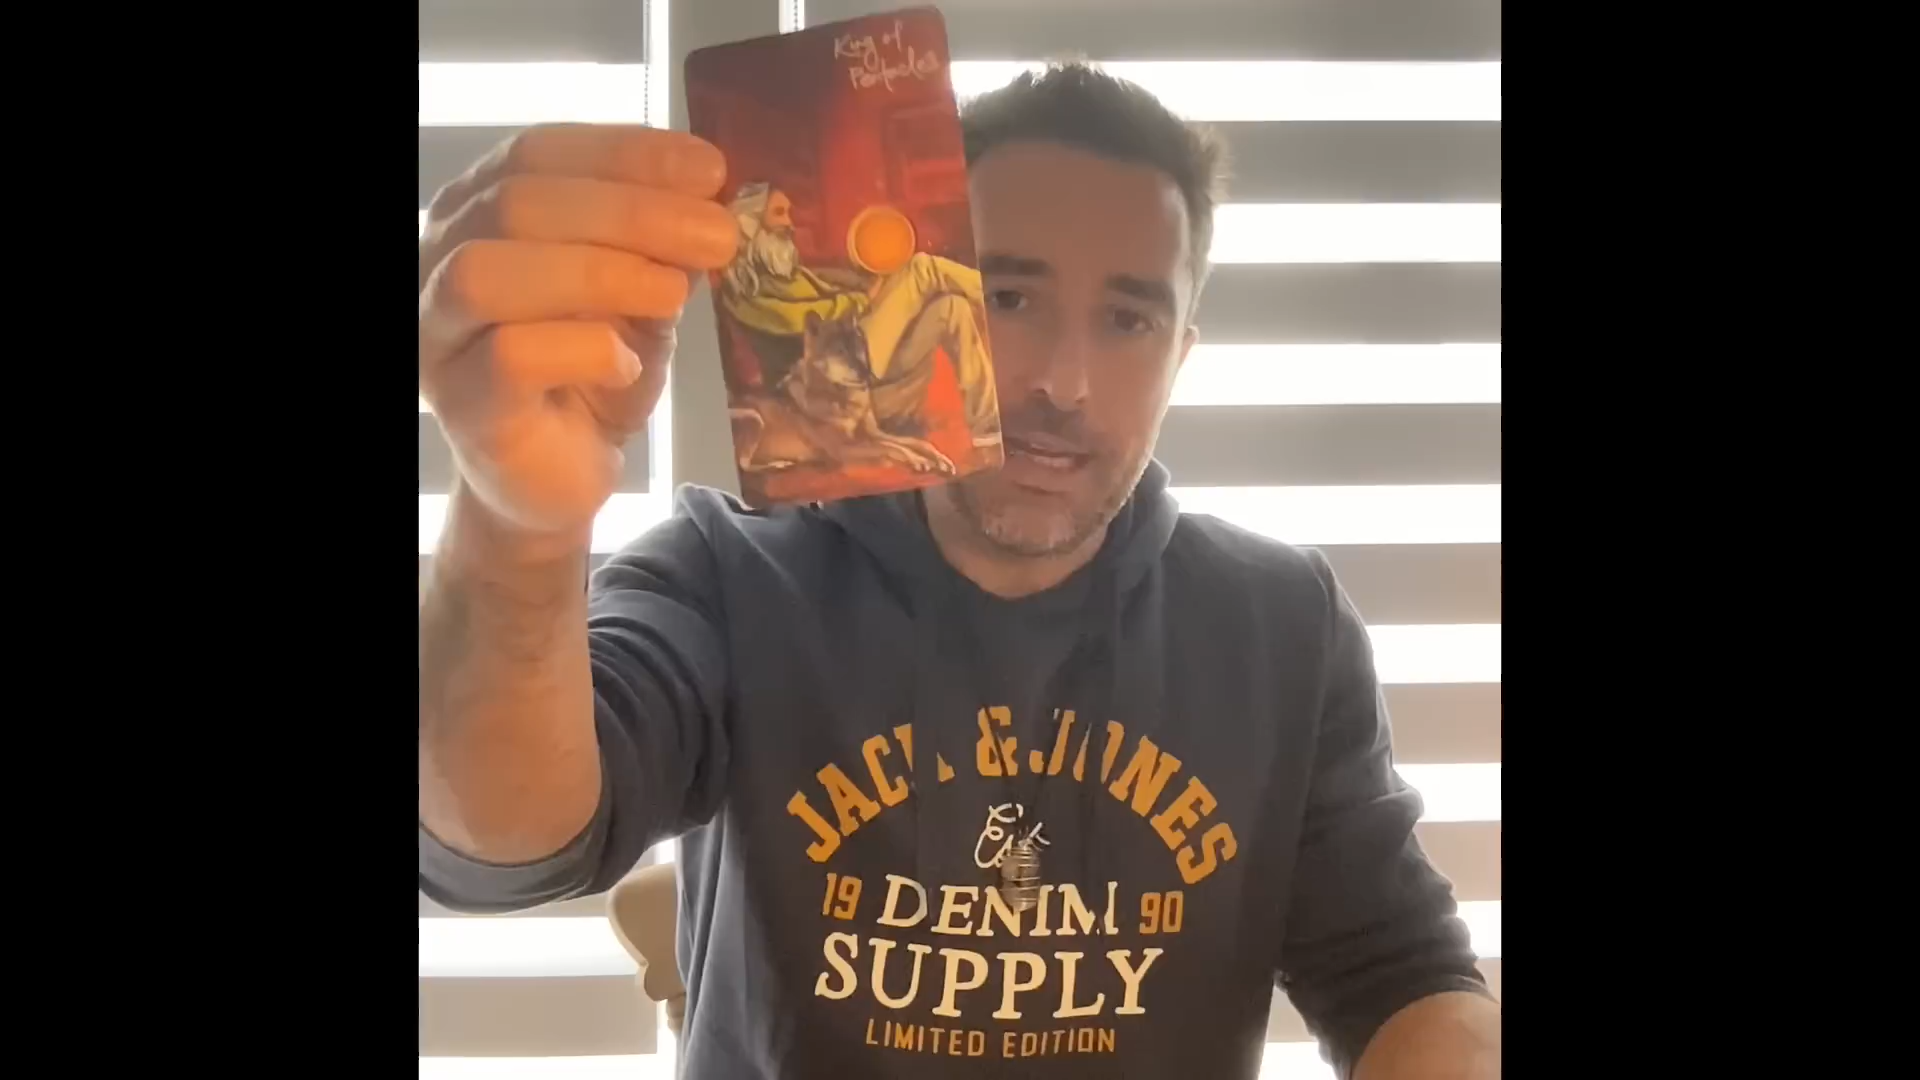 King of
Pentacles
JACK & JONES
19 DENIM 90
SUPPLY
LIMITED EDITION